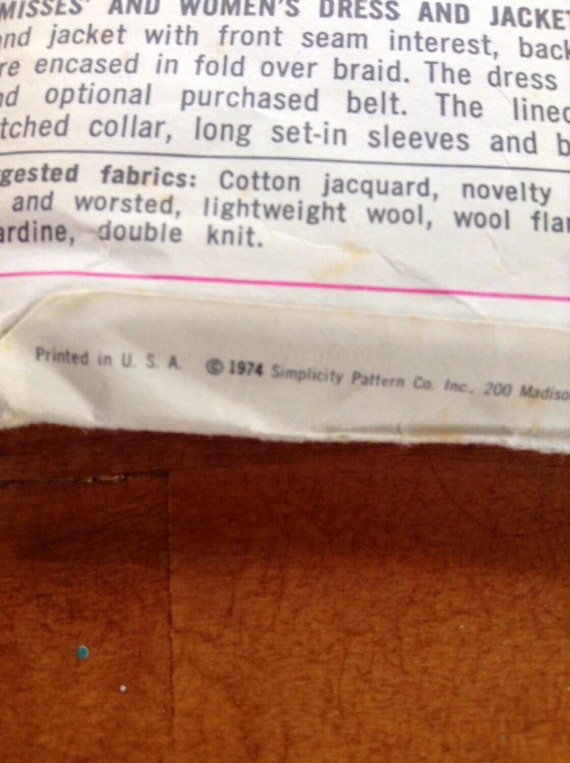 MISSES' AND WOMEN'S DRESS AND JACKET
and jacket with front seam interest, back
re encased in fold over braid. The dress
nd optional purchased belt. The lined
tched collar, long set-in sleeves and b
gested fabrics: Cotton jacquard, novelty
and worsted, lightweight wool, wool flan
ardine, double knit.
Printed in U. S. A. © 1974 Simplicity Pattern Co. Inc., 200 Madiso